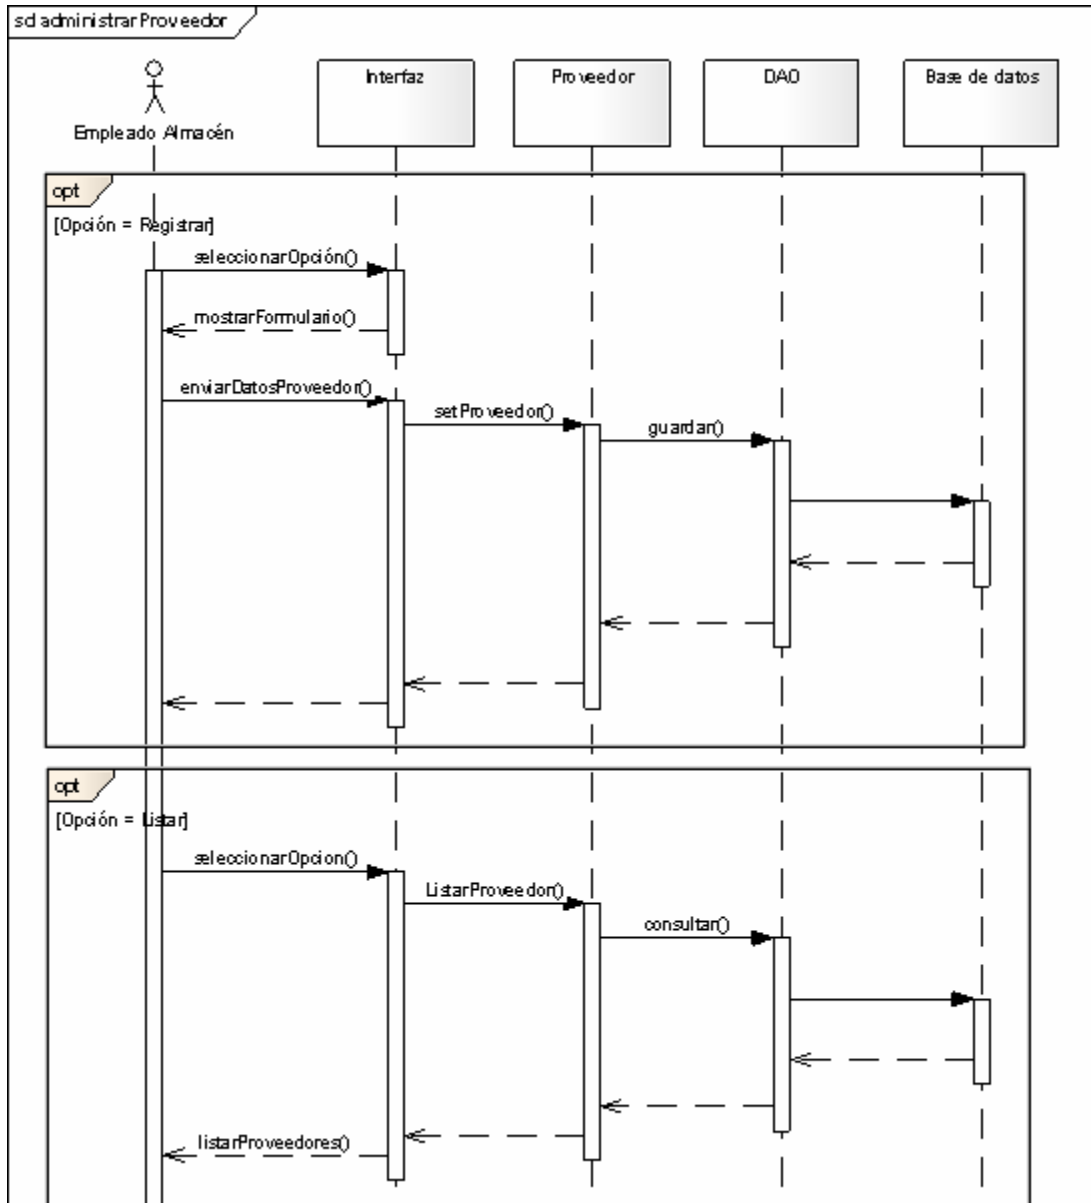 sd administrarProveedor
Empleado Almacén
Interfaz
Proveedor
DAO
Base de datos
opt
[Opción = Registrar]
seleccionarOpción()
mostrarFormulario()
enviarDatosProveedor()
setProveedor()
guardar()
opt
[Opción = Listar]
seleccionarOpcion()
ListarProveedor()
consultar()
listarProveedores()